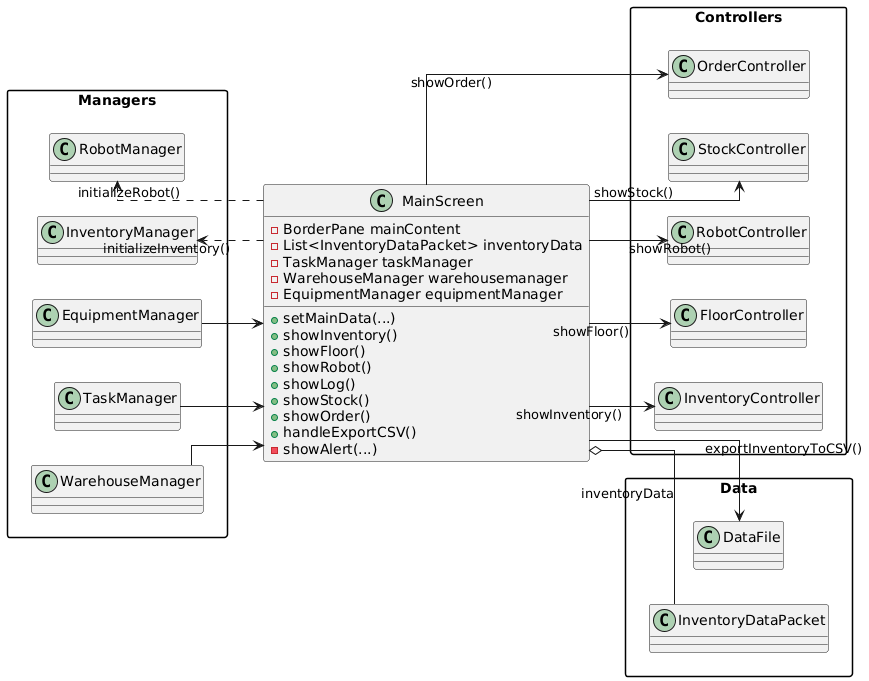 Controllers
C OrderController
showOrder()
Managers
C RobotManager
C StockController
initializeRobot()
C MainScreen
showStock()
C InventoryManager
initializeInventory()
BorderPane mainContent
List<InventoryDataPacket> inventoryData
TaskManager taskManager
WarehouseManager warehousemanager
EquipmentManager equipmentManager
C RobotController
showRobot()
C EquipmentManager
setMainData(...)
showInventory()
showFloor()
showRobot()
showLog()
showStock()
showOrder()
handleExportCSV()
showAlert(...)
C FloorController
showFloor()
C TaskManager
C InventoryController
showInventory()
exportInventoryToCSV()
C WarehouseManager
inventoryData
Data
C DataFile
C InventoryDataPacket